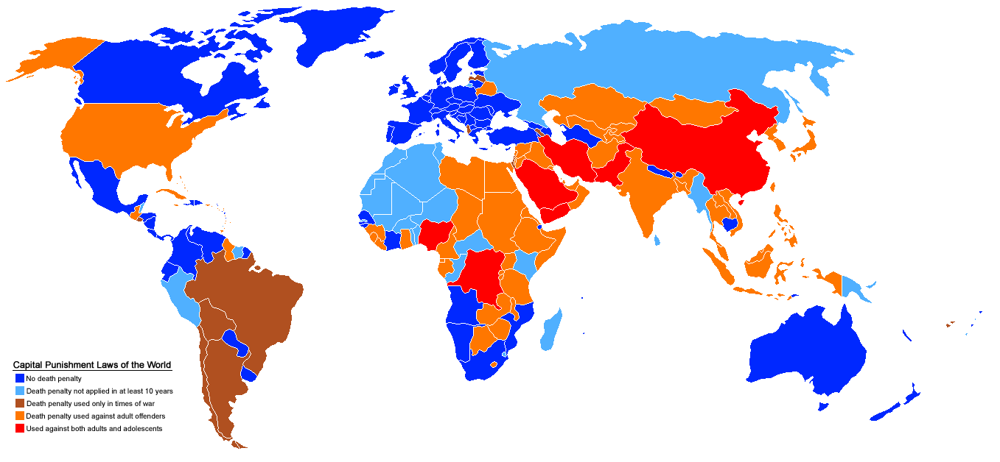 Capital Punishment Laws of the World
No death penalty
Death penalty not applied in at least 10 years
Death penalty used only in times of war
Death penalty used against adult offenders
Used against both adults and adolescents